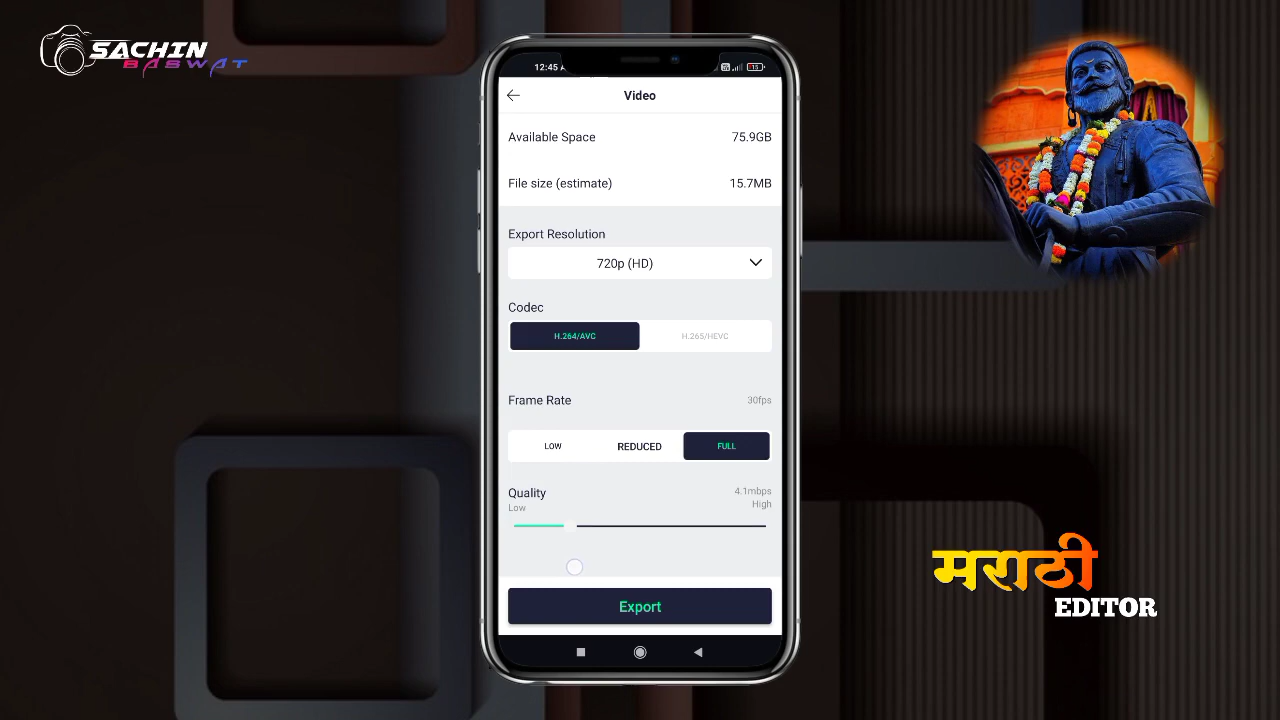 SACHIN
BASWAT
12:45
15
Video
Available Space 75.9GB
File size (estimate) 15.7MB
Export Resolution
720p (HD)
Codec
H.264/AVC H.265/HEVC
Frame Rate 30fps
LOW REDUCED FULL
Quality 4.1mbps
Low High
Export
मराठी
EDITOR